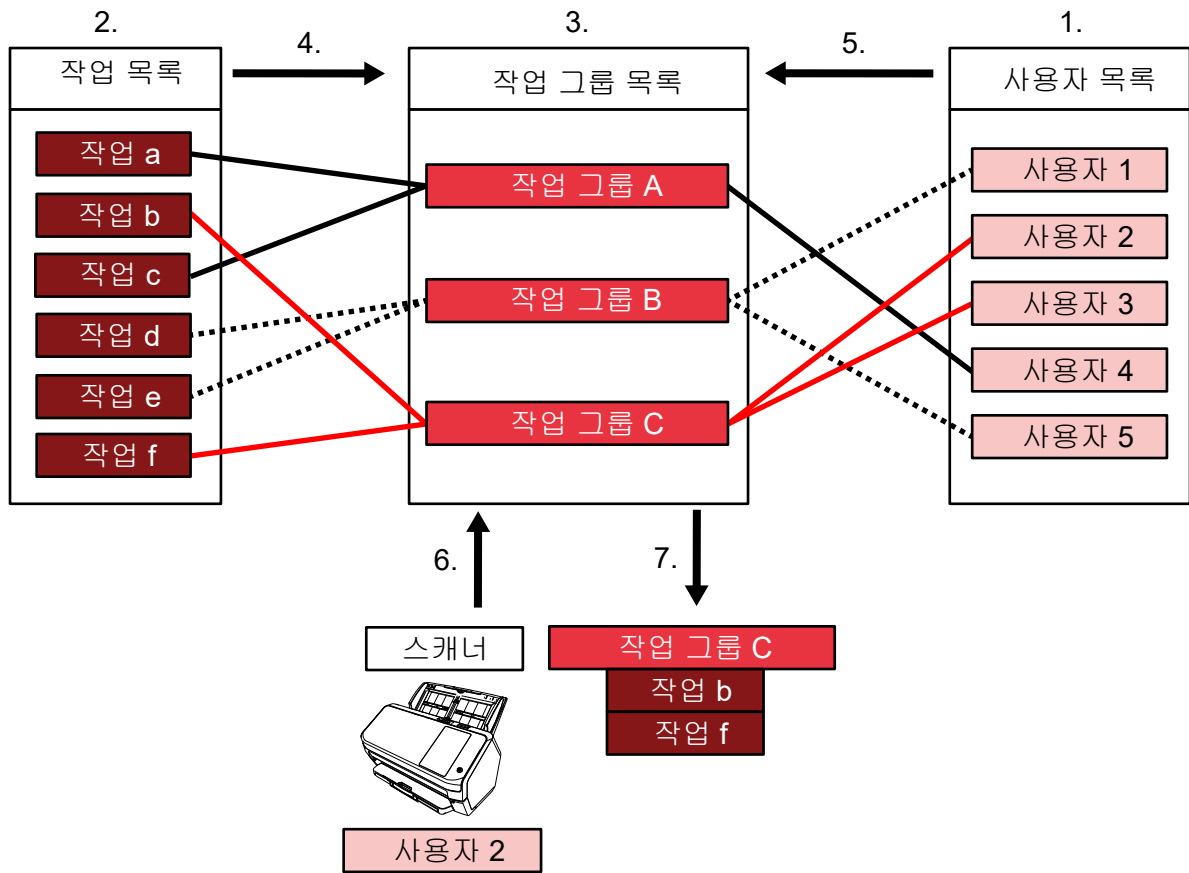 2.
4.
3.
5.
1.
작업 목록
작업 그룹 목록
사용자 목록
작업 a
작업 b
작업 c
작업 d
작업 e
작업 f
작업 그룹 A
작업 그룹 B
작업 그룹 C
사용자 1
사용자 2
사용자 3
사용자 4
사용자 5
6.
7.
스캐너
사용자 2
작업 그룹 C
작업 b
작업 f